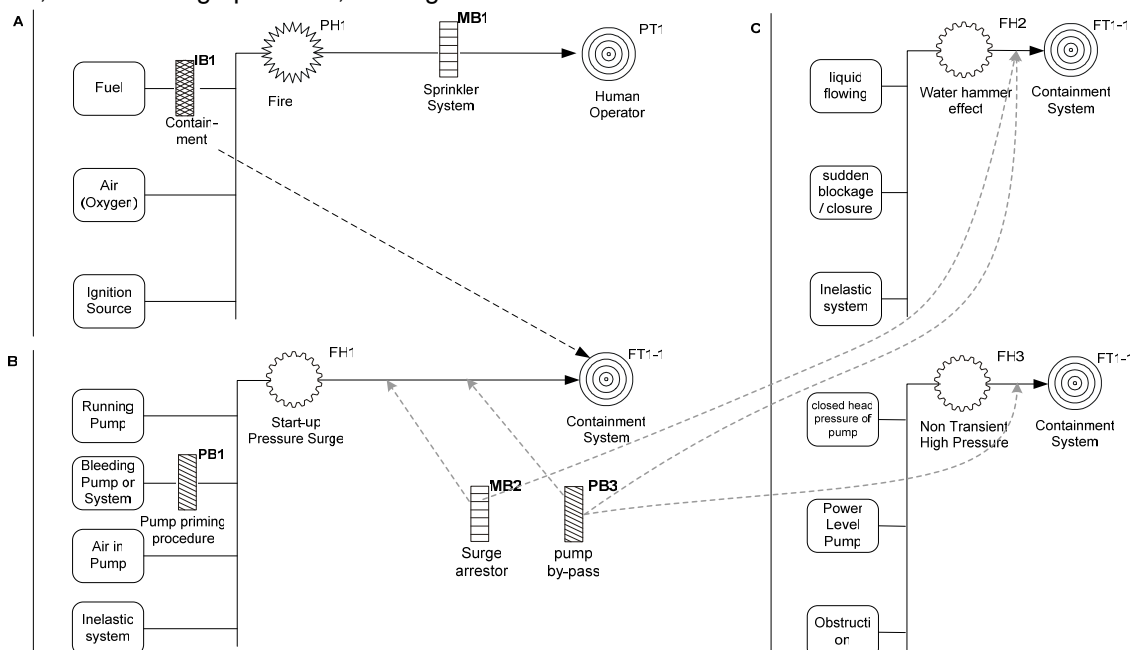 A
PH1
MB1
PT1
Fuel
IB1
Contain-
ment
Fire
Sprinkler
System
Human
Operator
Air
(Oxygen)
Ignition
Source
B
FH1
FT1-1
Running
Pump
Start-up
Pressure Surge
Containment
System
Bleeding
Pump or
System
PB1
Pump priming
procedure
MB2
PB3
Surge
arrestor
pump
by-pass
Air in
Pump
Inelastic
system
C
FH2
FT1-1
liquid
flowing
Water hammer
effect
Containment
System
sudden
blockage
/ closure
Inelastic
system
FH3
FT1-1
closed head
pressure of
pump
Non Transient
High Pressure
Containment
System
Power
Level
Pump
Obstructi
on